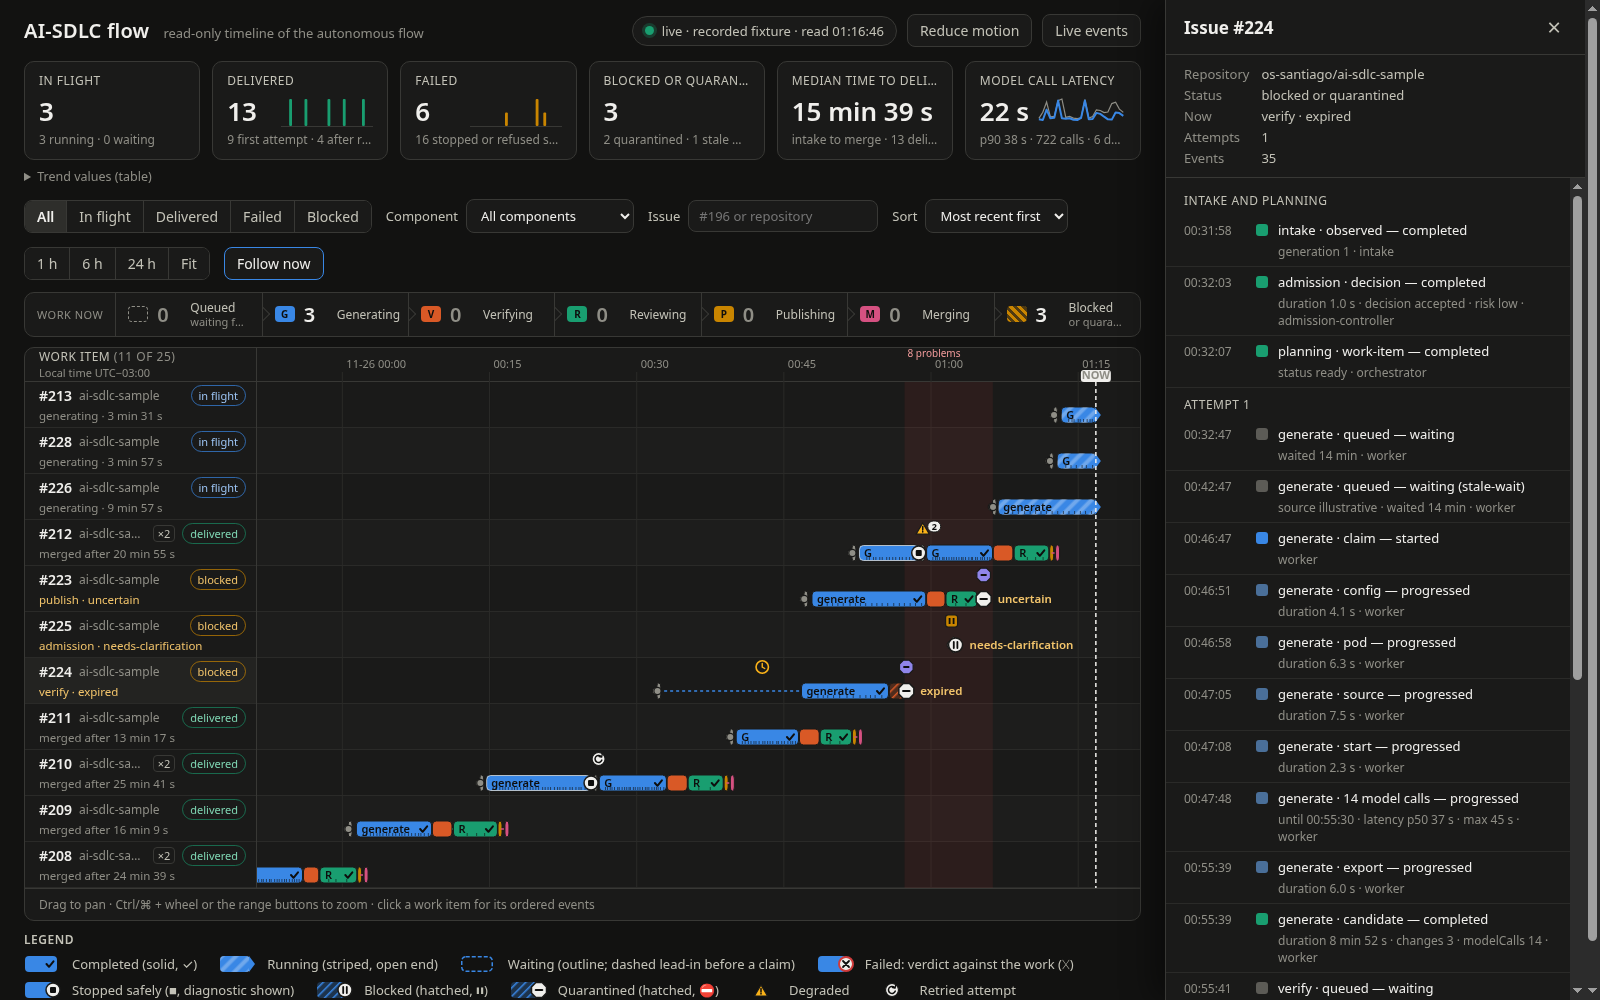 AI-SDLC flow
read-only timeline of the autonomous flow
live · recorded fixture · read 01:16:46
Reduce motion
Live events
IN FLIGHT
3
3 running · 0 waiting
DELIVERED
13
9 first attempt · 4 after r...
FAILED
6
16 stopped or refused s...
BLOCKED OR QUARAN...
3
2 quarantined · 1 stale ...
MEDIAN TIME TO DELI...
15 min 39 s
intake to merge · 13 deli...
MODEL CALL LATENCY
22 s
p90 38 s · 722 calls · 6 d...
Trend values (table)
All
In flight
Delivered
Failed
Blocked
Component
All components
Issue
#196 or repository
Sort
Most recent first
1 h
6 h
24 h
Fit
Follow now
WORK NOW
0
Queued
waiting f...
G
3
Generating
V
0
Verifying
R
0
Reviewing
P
0
Publishing
M
0
Merging
3
Blocked
or quara...
WORK ITEM (11 OF 25)
Local time UTC−03:00
11-26 00:00
00:15
00:30
00:45
8 problems
01:00
01:15
NOW
#213 ai-sdlc-sample in flight
generating · 3 min 31 s
G
#228 ai-sdlc-sample in flight
generating · 3 min 57 s
G
#226 ai-sdlc-sample in flight
generating · 9 min 57 s
generate
#212 ai-sdlc-sa... ×2 delivered
merged after 20 min 55 s
2
G
G
R
#223 ai-sdlc-sample blocked
publish · uncertain
generate
R
uncertain
#225 ai-sdlc-sample blocked
admission · needs-clarification
needs-clarification
#224 ai-sdlc-sample blocked
verify · expired
generate
expired
#211 ai-sdlc-sample delivered
merged after 13 min 17 s
G
R
#210 ai-sdlc-sa... ×2 delivered
merged after 25 min 41 s
generate
G
R
#209 ai-sdlc-sample delivered
merged after 16 min 9 s
generate
R
#208 ai-sdlc-sa... ×2 delivered
merged after 24 min 39 s
R
Drag to pan · Ctrl/⌘ + wheel or the range buttons to zoom · click a work item for its ordered events
LEGEND
Completed (solid, ✓)
Running (striped, open end)
Waiting (outline; dashed lead-in before a claim)
Failed: verdict against the work (☓)
Stopped safely (■, diagnostic shown)
Blocked (hatched, ⏸)
Quarantined (hatched, ⛔)
Degraded
Retried attempt
Issue #224
✕
Repository os-santiago/ai-sdlc-sample
Status blocked or quarantined
Now verify · expired
Attempts 1
Events 35
INTAKE AND PLANNING
00:31:58 intake · observed — completed
generation 1 · intake
00:32:03 admission · decision — completed
duration 1.0 s · decision accepted · risk low ·
admission-controller
00:32:07 planning · work-item — completed
status ready · orchestrator
ATTEMPT 1
00:32:47 generate · queued — waiting
waited 14 min · worker
00:42:47 generate · queued — waiting (stale-wait)
source illustrative · waited 14 min · worker
00:46:47 generate · claim — started
worker
00:46:51 generate · config — progressed
duration 4.1 s · worker
00:46:58 generate · pod — progressed
duration 6.3 s · worker
00:47:05 generate · source — progressed
duration 7.5 s · worker
00:47:08 generate · start — progressed
duration 2.3 s · worker
00:47:48 generate · 14 model calls — progressed
until 00:55:30 · latency p50 37 s · max 45 s ·
worker
00:55:39 generate · export — progressed
duration 6.0 s · worker
00:55:39 generate · candidate — completed
duration 8 min 52 s · changes 3 · modelCalls 14 ·
worker
00:55:41 verify · queued — waiting